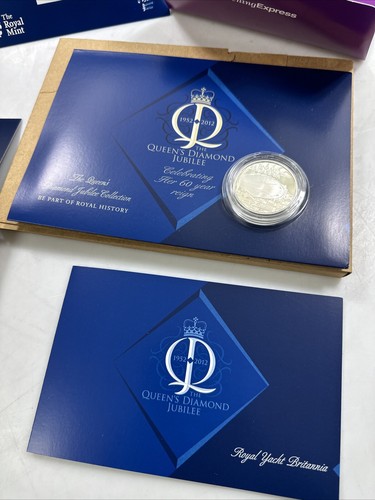 The
Royal
Mint
Express
1952 2012
THE
QUEEN'S DIAMOND
JUBILEE
Celebrating
Her 60 year
reign
The Queen's
Diamond Jubilee Collection
BE PART OF ROYAL HISTORY
1952 2012
THE
QUEEN'S DIAMOND
JUBILEE
Royal Yacht Britannia